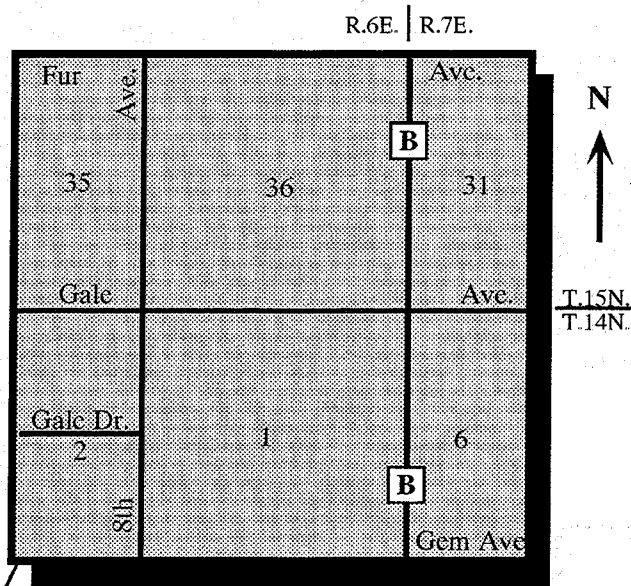 R.6E. R.7E.
Fur Ave. Ave.
B
N
35 36 31
Gale Ave.
T.15N.
T.14N.
Gale Dr.
2 1 6
B
8th
Gem Ave